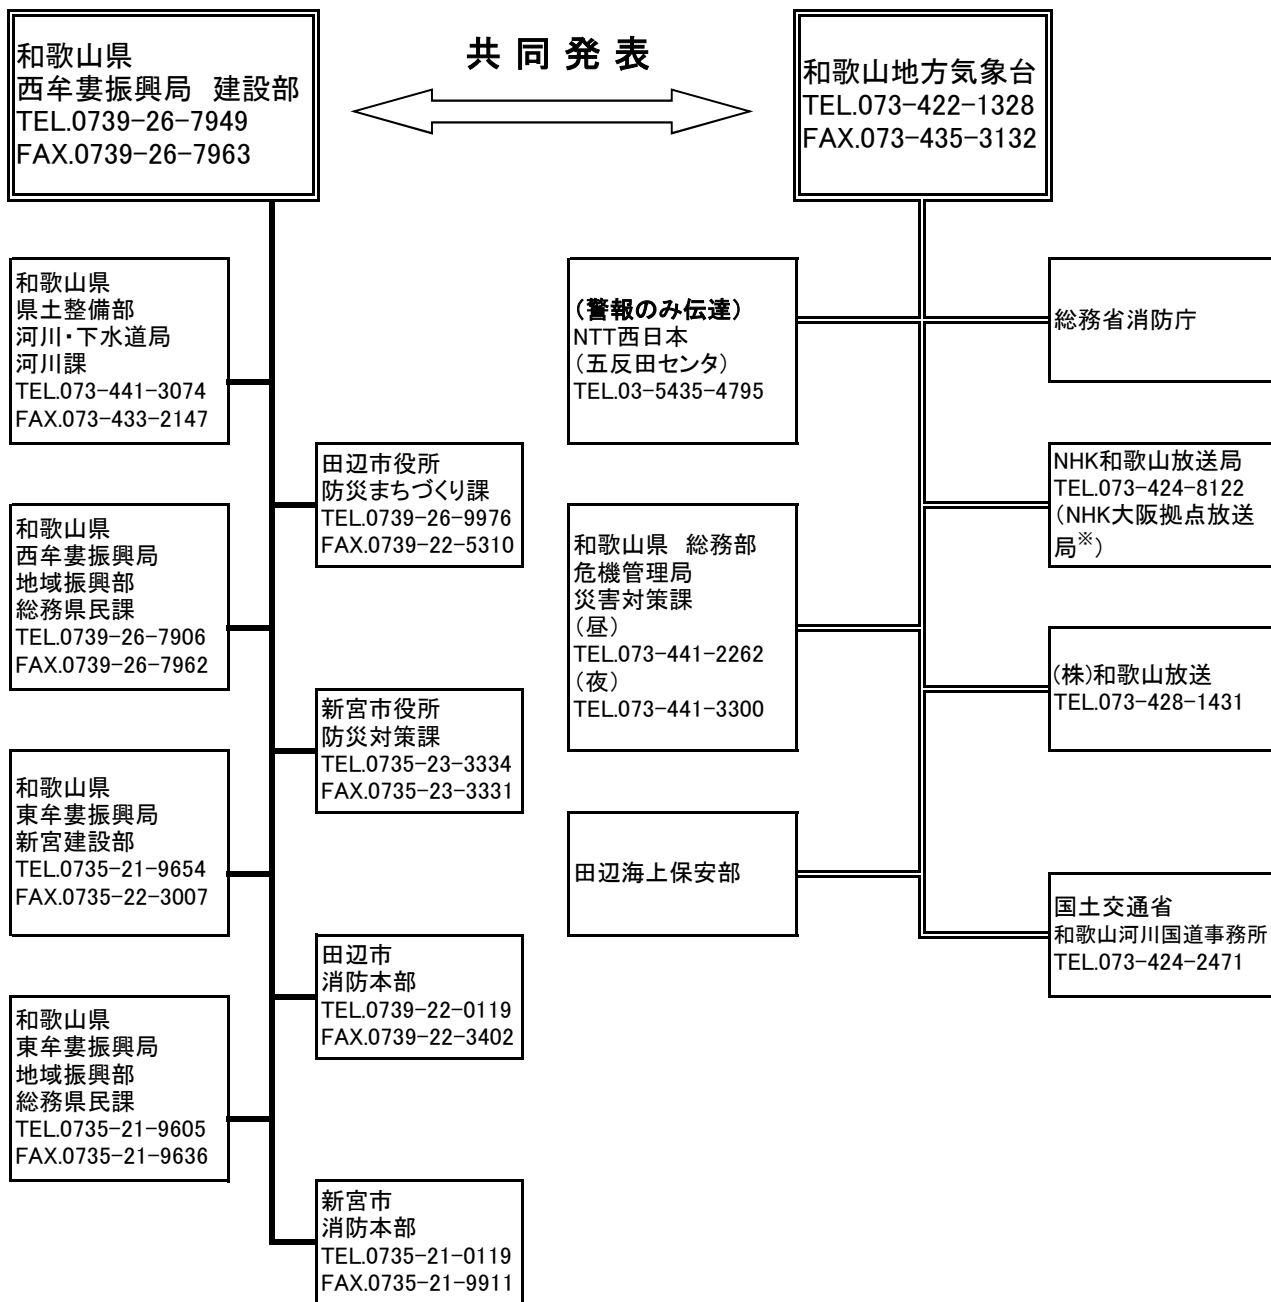 和歌山県
西牟婁振興局　建設部
TEL.0739-26-7949
FAX.0739-26-7963
共 同 発 表
和歌山地方気象台
TEL.073-422-1328
FAX.073-435-3132
和歌山県
県土整備部
河川・下水道局
河川課
TEL.073-441-3074
FAX.073-433-2147
和歌山県
西牟婁振興局
地域振興部
総務県民課
TEL.0739-26-7906
FAX.0739-26-7962
和歌山県
東牟婁振興局
新宮建設部
TEL.0735-21-9654
FAX.0735-22-3007
和歌山県
東牟婁振興局
地域振興部
総務県民課
TEL.0735-21-9605
FAX.0735-21-9636
田辺市役所
防災まちづくり課
TEL.0739-26-9976
FAX.0739-22-5310
新宮市役所
防災対策課
TEL.0735-23-3334
FAX.0735-23-3331
田辺市
消防本部
TEL.0739-22-0119
FAX.0739-22-3402
新宮市
消防本部
TEL.0735-21-0119
FAX.0735-21-9911
（警報のみ伝達）
NTT西日本
（五反田センタ）
TEL.03-5435-4795
和歌山県　総務部
危機管理局
災害対策課
（昼）
TEL.073-441-2262
（夜）
TEL.073-441-3300
田辺海上保安部
総務省消防庁
NHK和歌山放送局
TEL.073-424-8122
（NHK大阪拠点放送
局※）
(株)和歌山放送
TEL.073-428-1431
国土交通省
和歌山河川国道事務所
TEL.073-424-2471